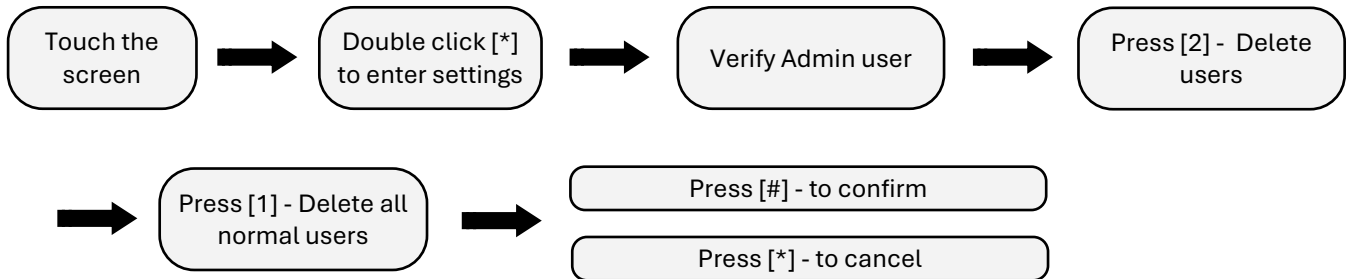 Touch the
screen
Double click [*]
to enter settings
Verify Admin user
Press [2] - Delete
users
Press [1] - Delete all
normal users
Press [#] - to confirm
Press [*] - to cancel